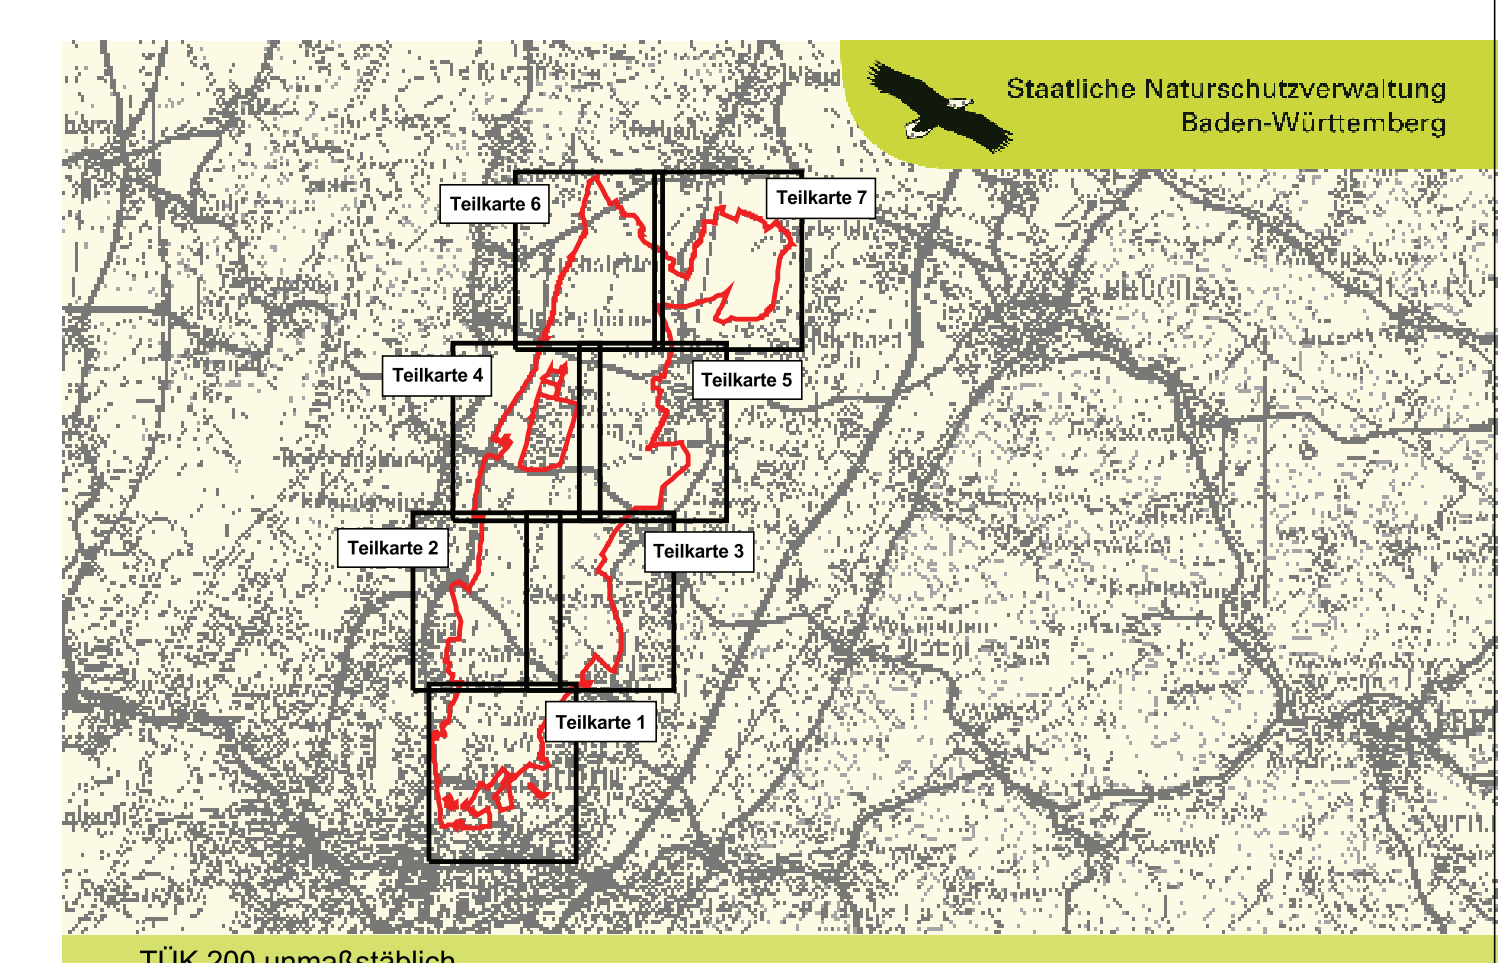 Staatliche Naturschutzverwaltung
Baden-Württemberg
Teilkarte 6
Teilkarte 7
Teilkarte 4
Teilkarte 5
Teilkarte 2
Teilkarte 3
Teilkarte 1
TÜK 200 unmaßstäblich